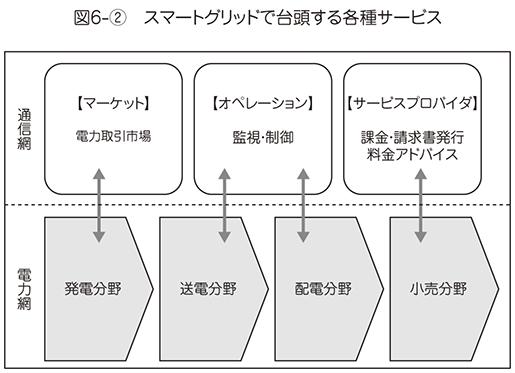 図6-② スマートグリッドで台頭する各種サービス
通信網
【マーケット】
電力取引市場
【オペレーション】
監視・制御
【サービスプロバイダ】
課金・請求書発行
料金アドバイス
電力網
発電分野
送電分野
配電分野
小売分野